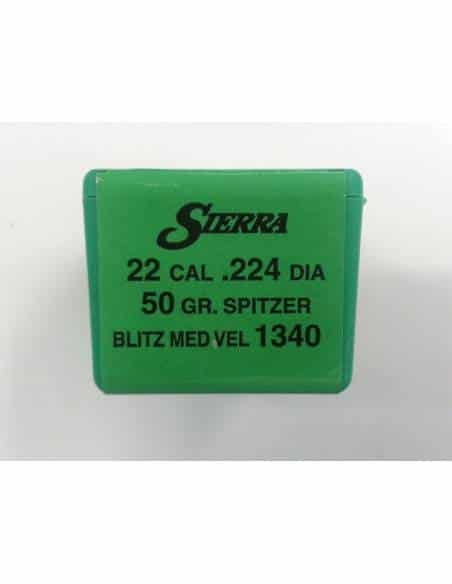 SIERRA
22 CAL .224 DIA
50 GR. SPITZER
BLITZ MED VEL 1340